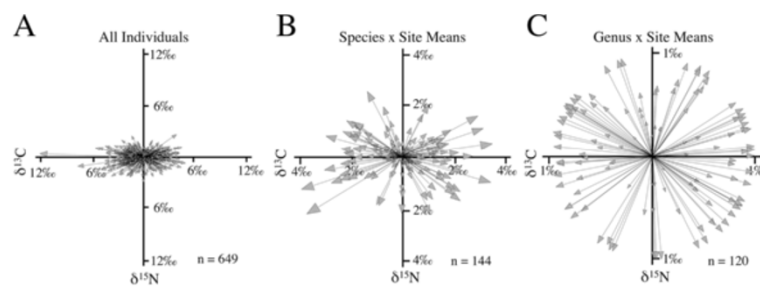 A
All Individuals
12‰
6‰
δ13C
12‰ 6‰ 6‰ 12‰
6‰
12‰
n = 649
δ15N
B
Species x Site Means
4‰
2‰
δ13C
4‰ 2‰ 2‰ 4‰
2‰
4‰
n = 144
δ15N
C
Genus x Site Means
1‰
δ13C
1‰
1‰
n = 120
δ15N